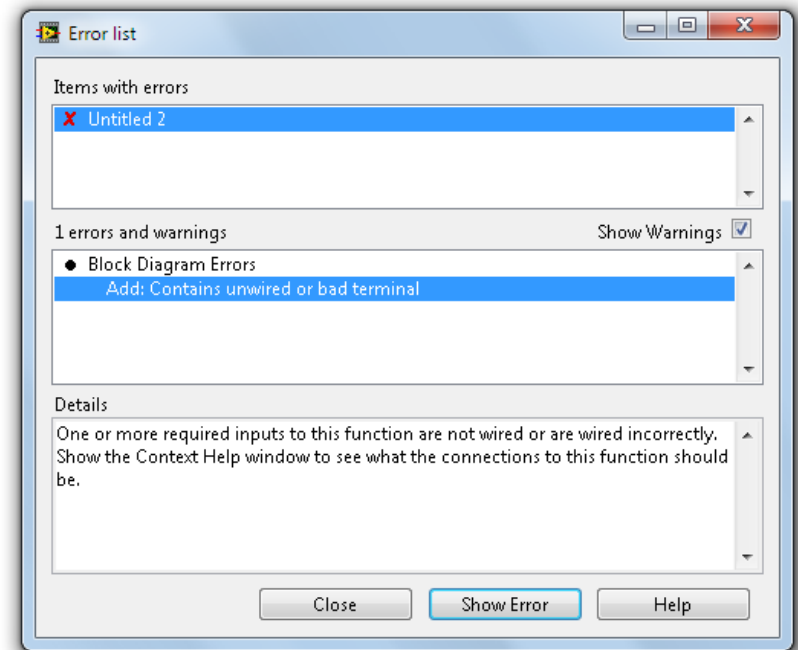 Error list
Items with errors
Untitled 2
1 errors and warnings
Show Warnings
Block Diagram Errors
Add: Contains unwired or bad terminal
Details
One or more required inputs to this function are not wired or are wired incorrectly.
Show the Context Help window to see what the connections to this function should
be.
Close
Show Error
Help